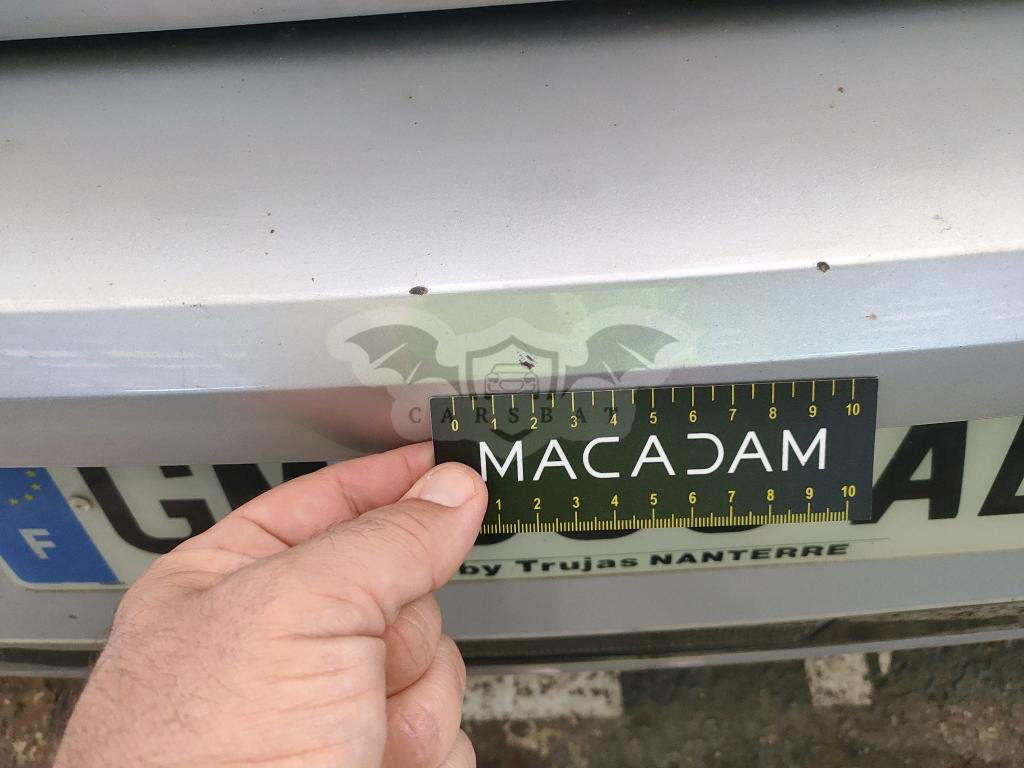 CARSBAT
0 1 2 3 4 5 6 7 8 9 10
MACADAM
1 2 3 4 5 6 7 8 9 10
F
by Trujas NANTERRE